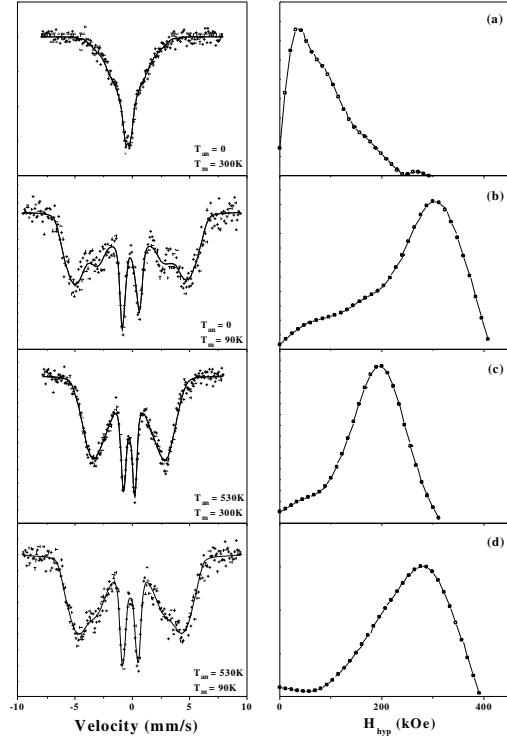 (a)
T_an = 0
T_m = 300K
(b)
T_an = 0
T_m = 90K
(c)
T_an = 530K
T_m = 300K
(d)
T_an = 530K
T_m = 90K
-10 -5 0 5 10 0 200 400
Velocity (mm/s) H_hyp (kOe)